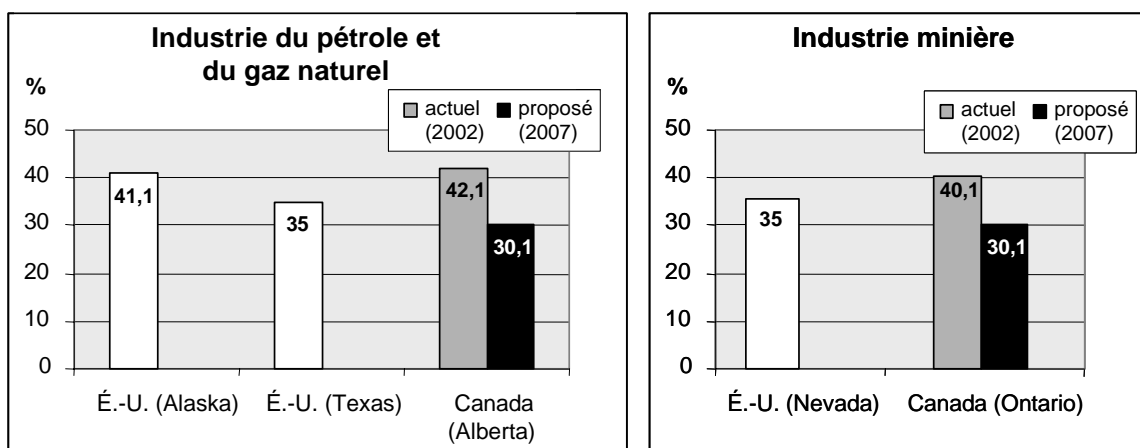 Industrie du pétrole et
du gaz naturel
%
actuel
(2002)
proposé
(2007)
50
40
30
20
10
0
41,1
35
42,1
30,1
É.-U. (Alaska)
É.-U. (Texas)
Canada
(Alberta)
Industrie minière
%
actuel
(2002)
proposé
(2007)
50
40
30
20
10
0
35
40,1
30,1
É.-U. (Nevada)
Canada (Ontario)